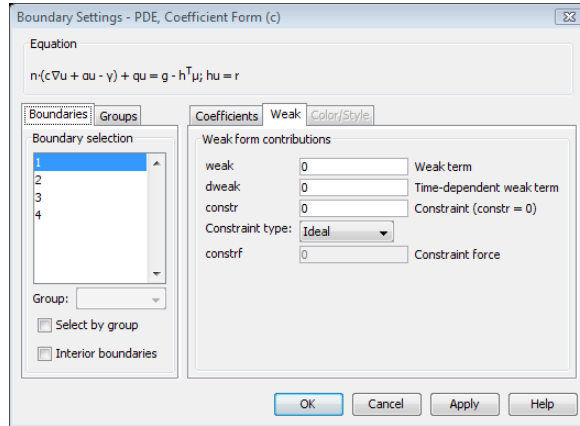 Boundary Settings - PDE, Coefficient Form (c)
Equation
n·(c∇u + αu - γ) + qu = g - hᵀμ; hu = r
Boundaries Groups
Coefficients Weak Color/Style
Boundary selection
1
2
3
4
Group:
Select by group
Interior boundaries
Weak form contributions
weak 0 Weak term
dweak 0 Time-dependent weak term
constr 0 Constraint (constr = 0)
Constraint type: Ideal
constrf 0 Constraint force
OK Cancel Apply Help